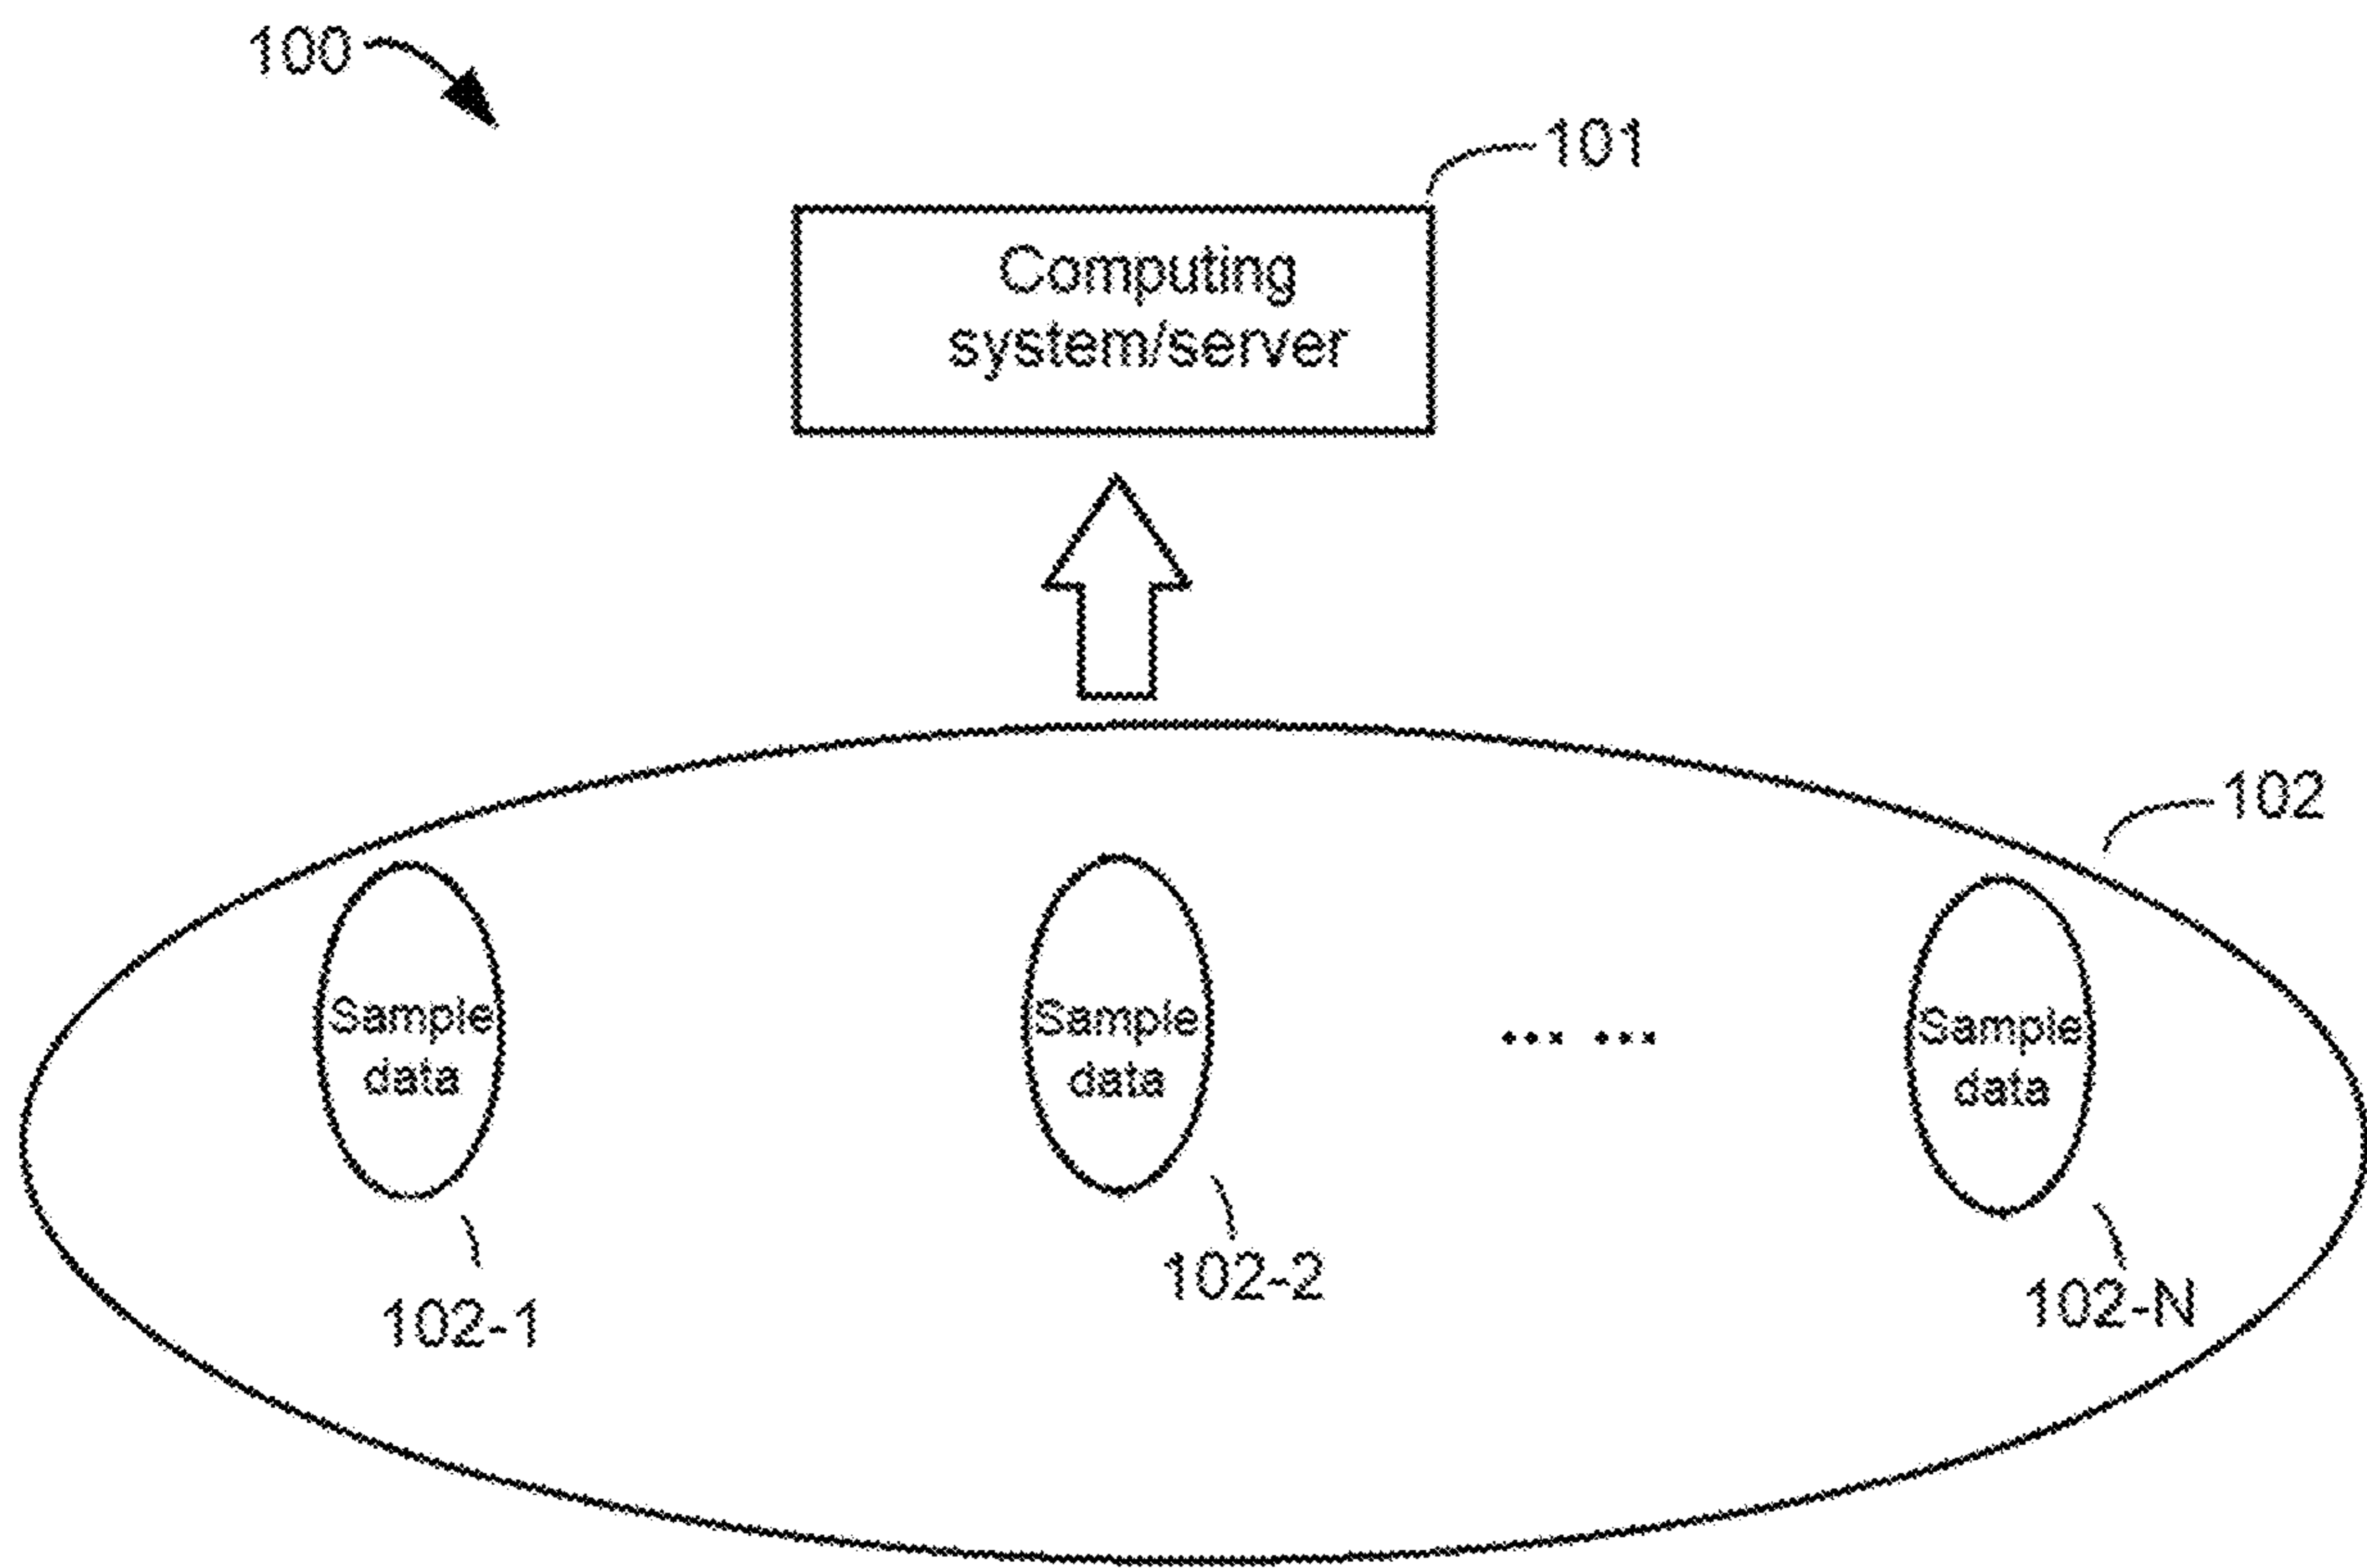 100
101
Computing
system/server
102
Sample
data
Sample
data
... ...
Sample
data
102-1
102-2
102-N